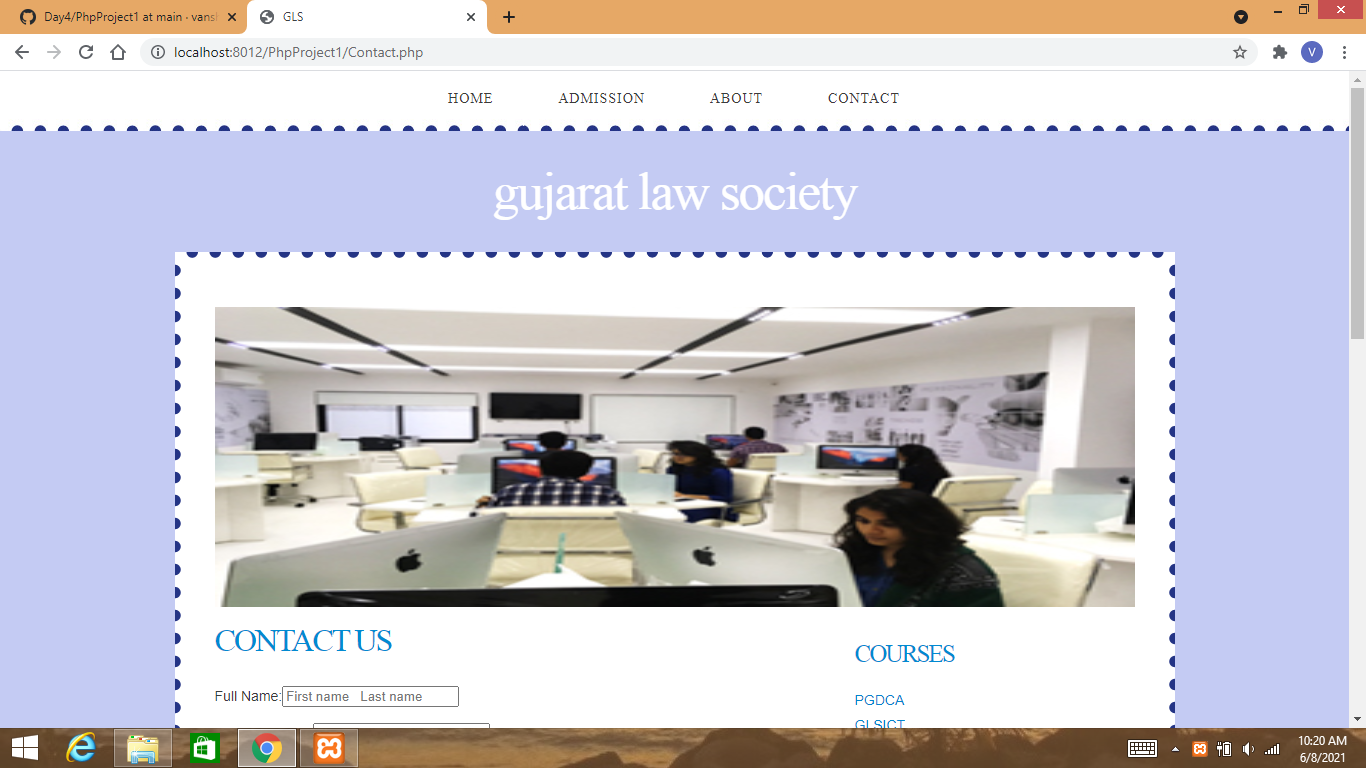 Day4/PhpProject1 at main · vansl
GLS
localhost:8012/PhpProject1/Contact.php
V
HOME ADMISSION ABOUT CONTACT
gujarat law society
CONTACT US
COURSES
Full Name: First name Last name
PGDCA
GLSICT
10:20 AM
6/8/2021